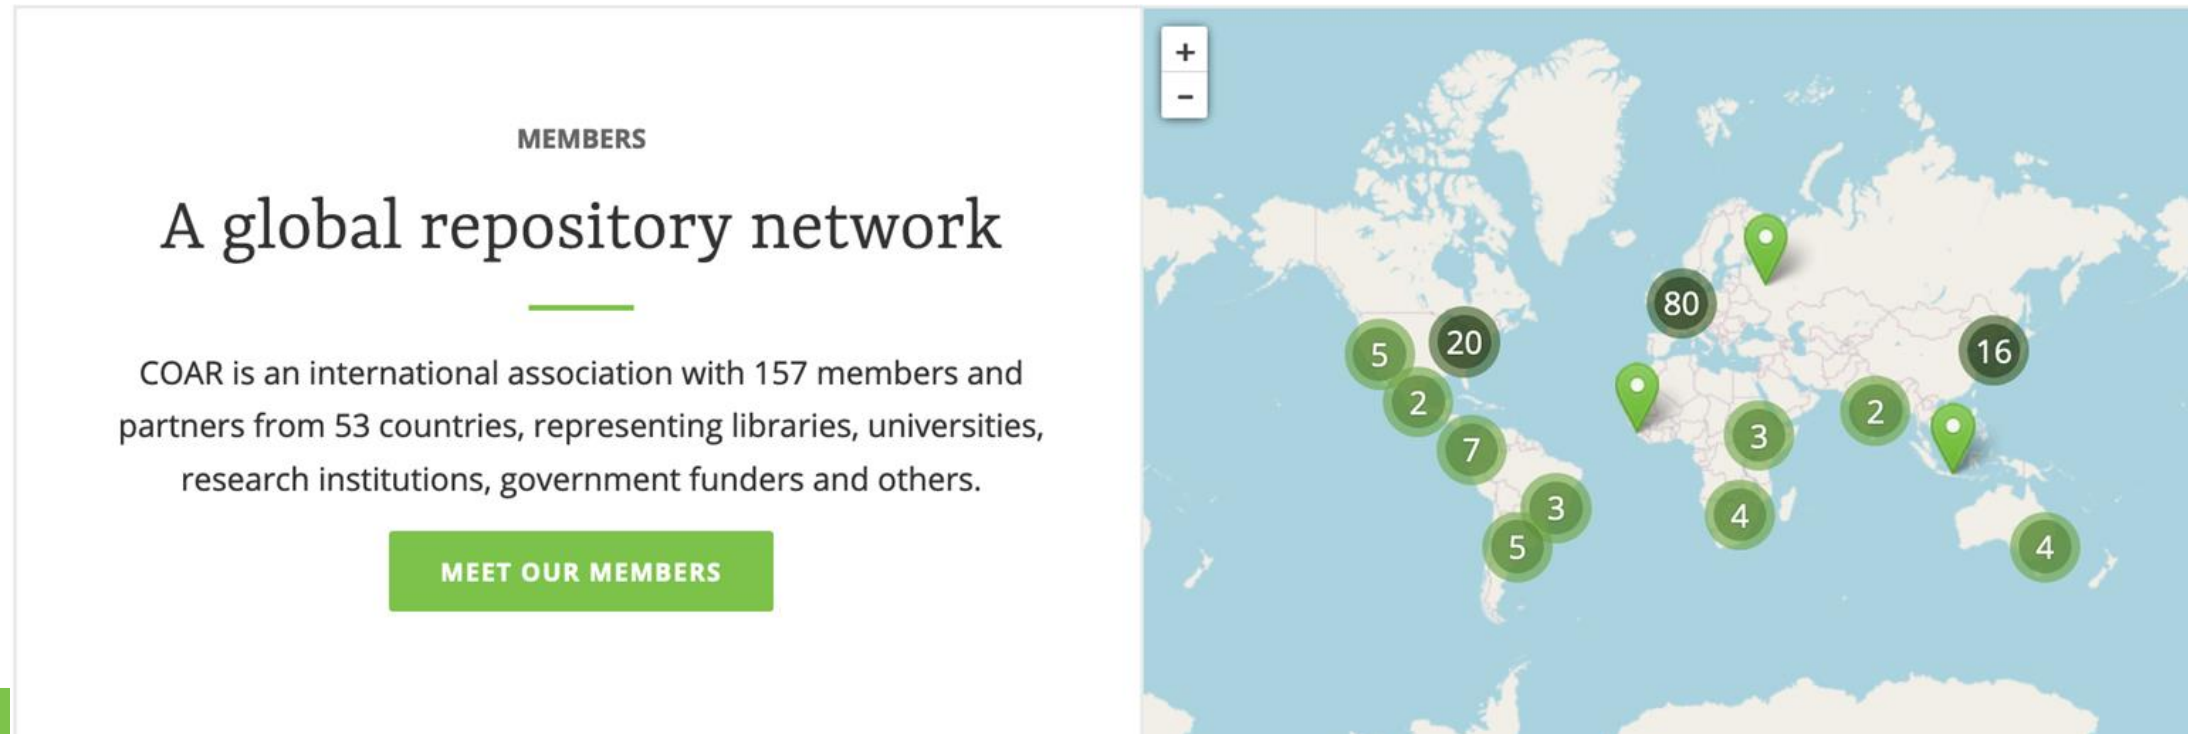 MEMBERS
A global repository network
COAR is an international association with 157 members and
partners from 53 countries, representing libraries, universities,
research institutions, government funders and others.
MEET OUR MEMBERS
+
-
80
20
5
16
2
2
7
3
3
4
5
4